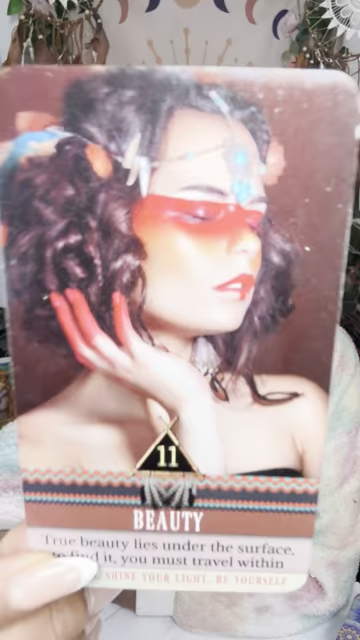 11
BEAUTY
True beauty lies under the surface.
to find it, you must travel within
SHINE YOUR LIGHT. BE YOURSELF